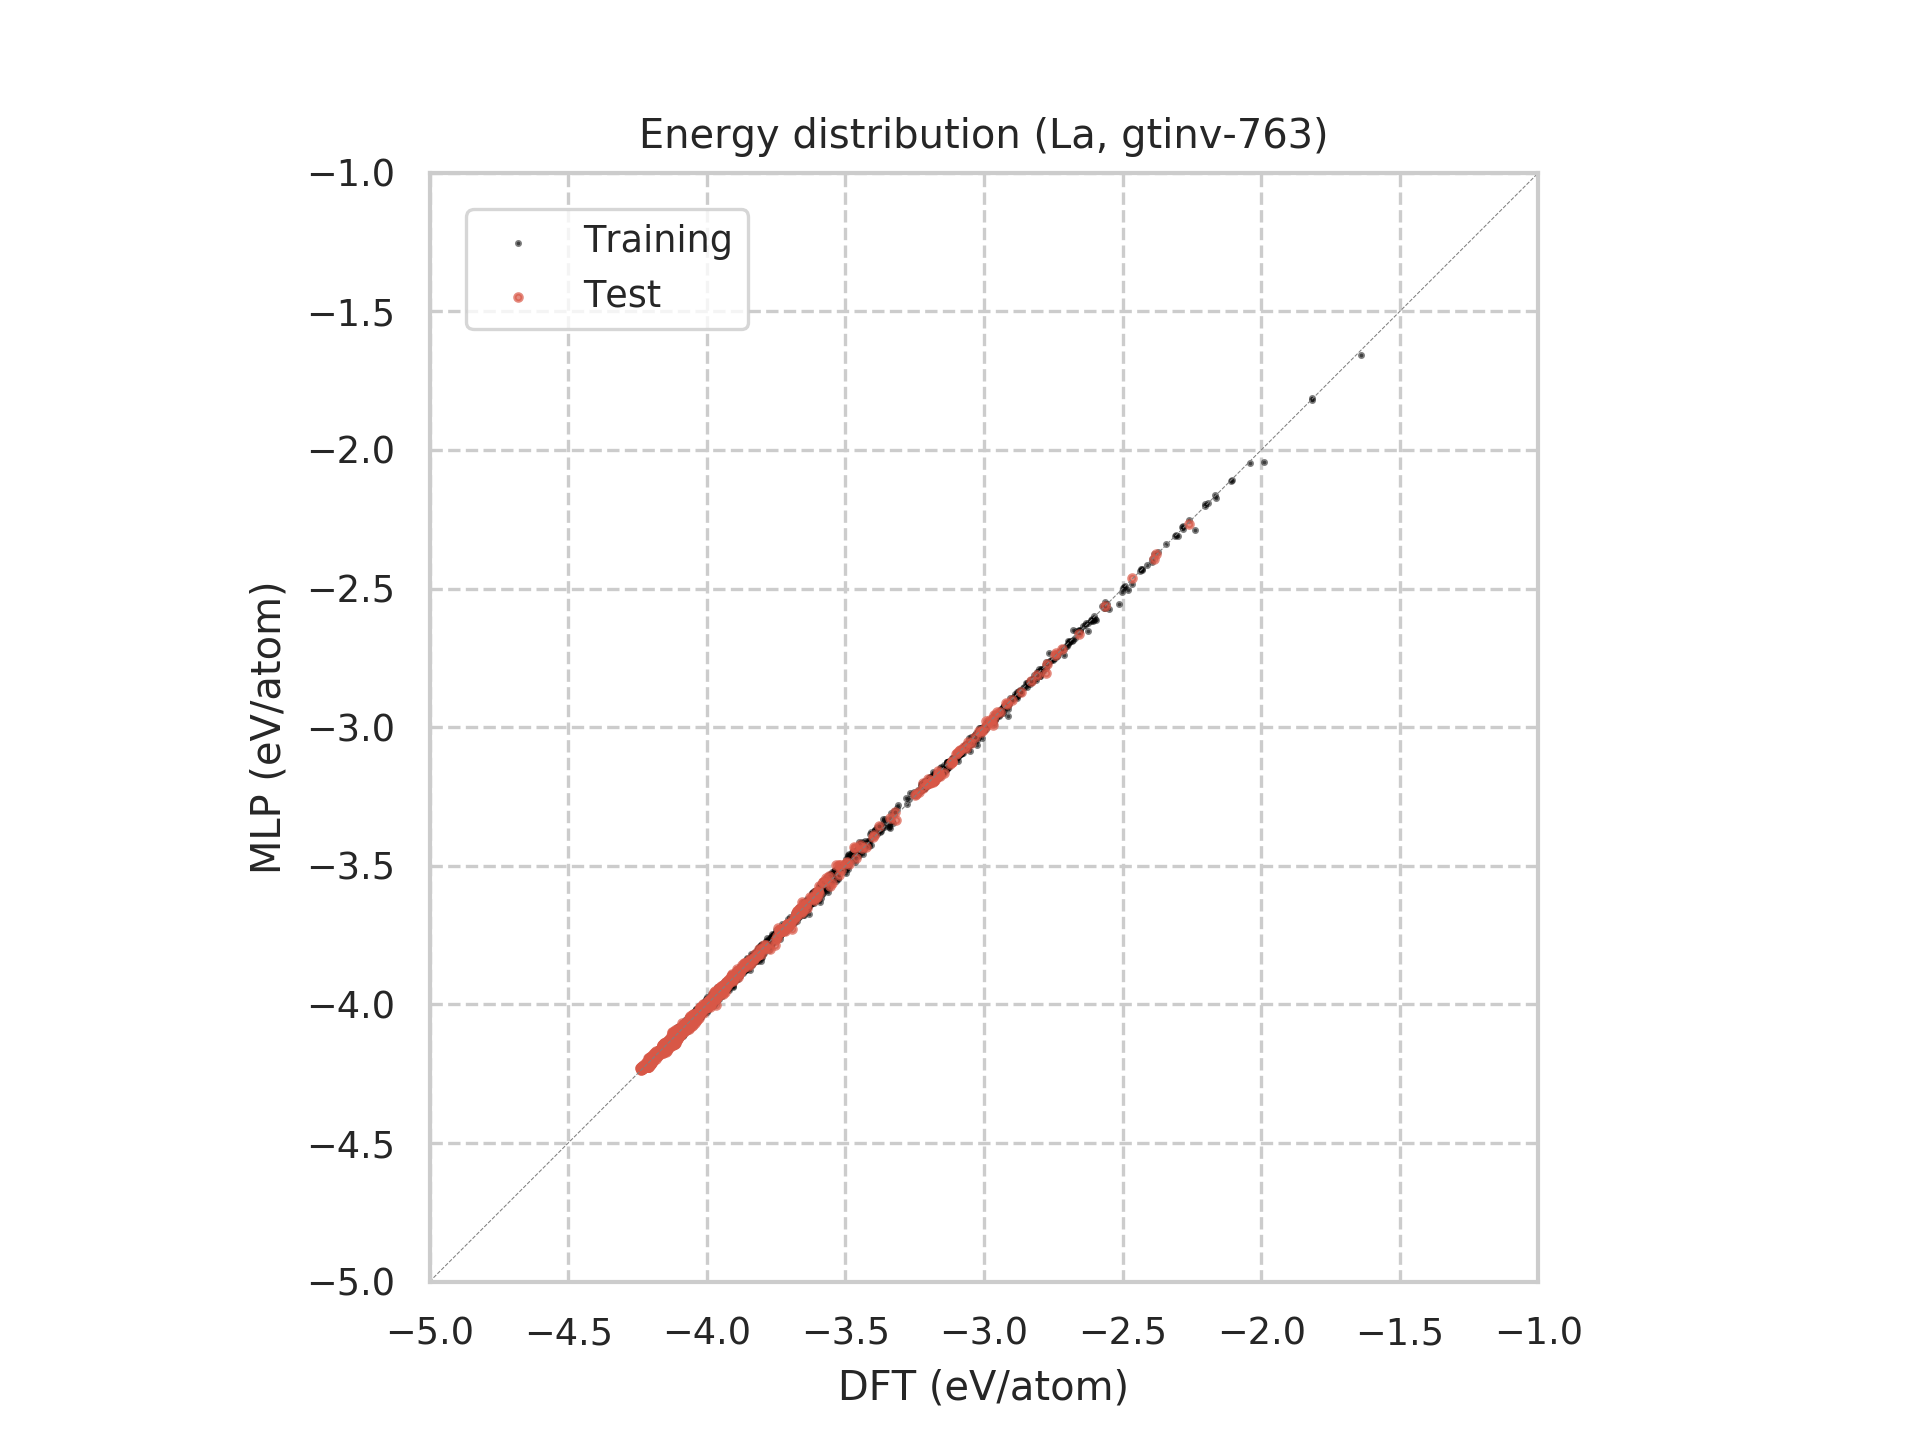 Energy distribution (La, gtinv-763)
−1.0
−1.5
−2.0
−2.5
−3.0
−3.5
−4.0
−4.5
−5.0
MLP (eV/atom)
Training
Test
−5.0 −4.5 −4.0 −3.5 −3.0 −2.5 −2.0 −1.5 −1.0
DFT (eV/atom)